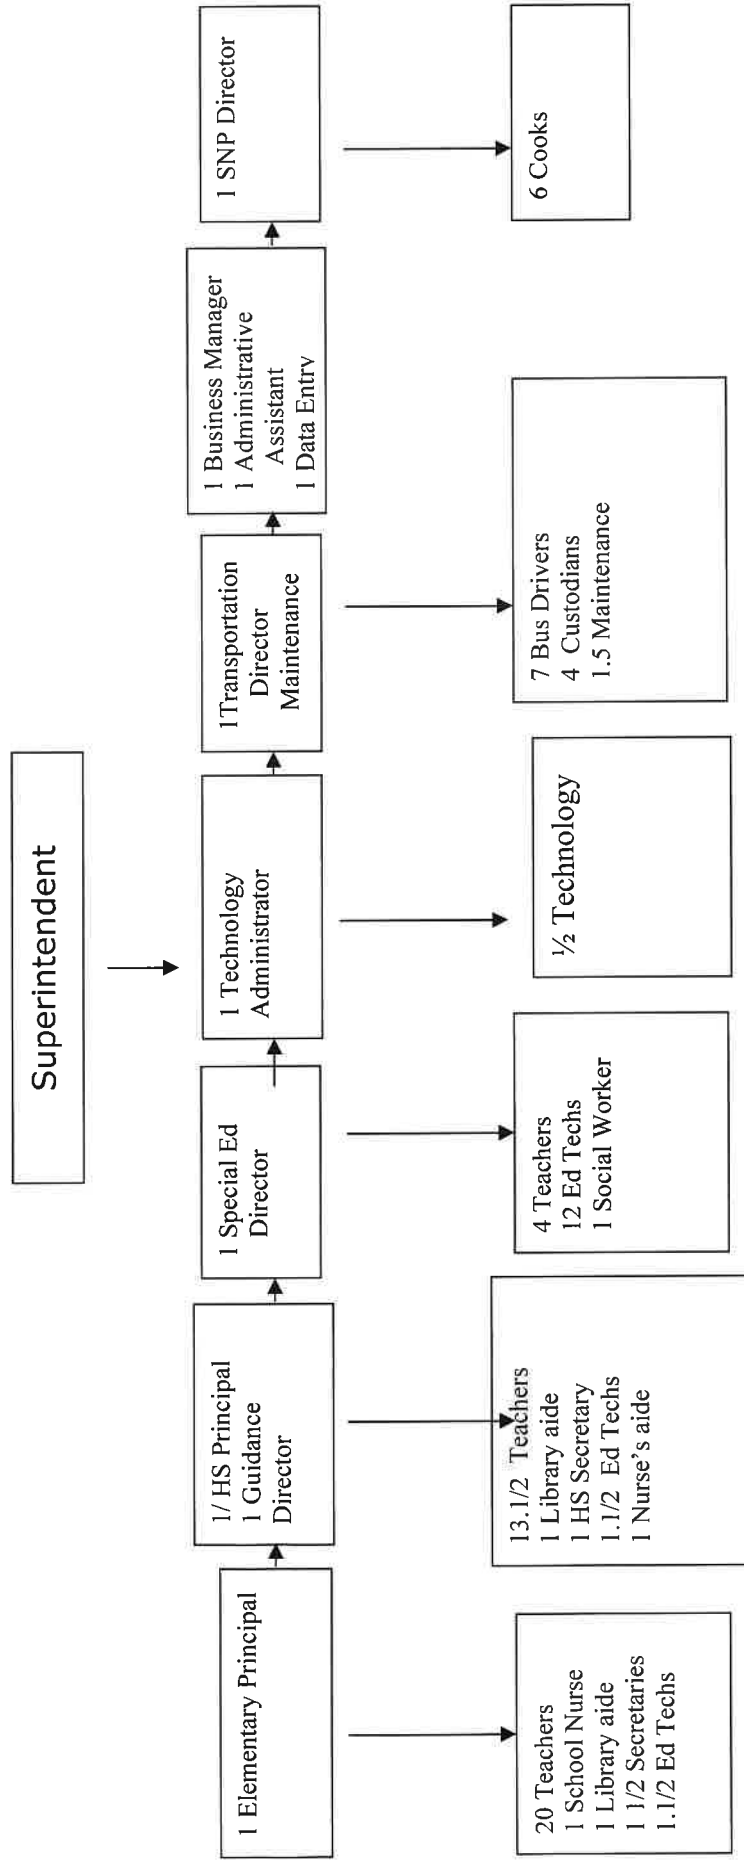 Superintendent
1 Elementary Principal
1/ HS Principal
1 Guidance
Director
1 Special Ed
Director
1 Technology
Administrator
1Transportation
Director
Maintenance
1 Business Manager
1 Administrative
Assistant
1 Data Entry
1 SNP Director
20 Teachers
1 School Nurse
1 Library aide
1 1/2 Secretaries
1.1/2 Ed Techs
13.1/2 Teachers
1 Library aide
1 HS Secretary
1.1/2 Ed Techs
1 Nurse's aide
4 Teachers
12 Ed Techs
1 Social Worker
½ Technology
7 Bus Drivers
4 Custodians
1.5 Maintenance
6 Cooks